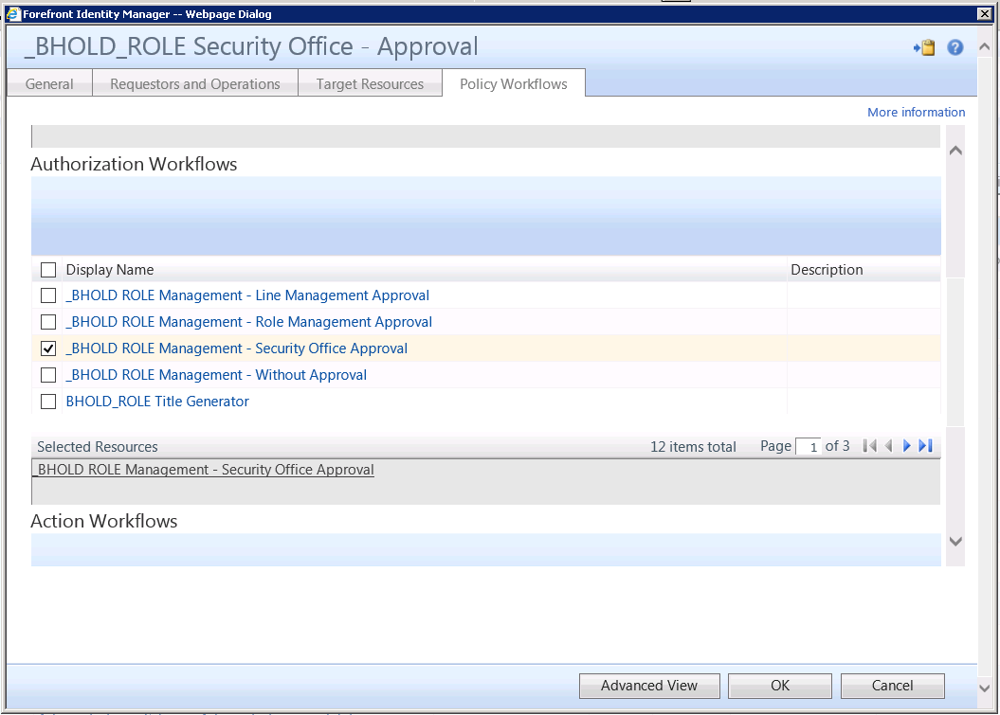 Forefront Identity Manager -- Webpage Dialog
_BHOLD_ROLE Security Office - Approval
General Requestors and Operations Target Resources Policy Workflows
More information
Authorization Workflows
Display Name Description
_BHOLD ROLE Management - Line Management Approval
_BHOLD ROLE Management - Role Management Approval
_BHOLD ROLE Management - Security Office Approval
_BHOLD ROLE Management - Without Approval
BHOLD_ROLE Title Generator
Selected Resources 12 items total Page 1 of 3
_BHOLD ROLE Management - Security Office Approval
Action Workflows
Advanced View OK Cancel